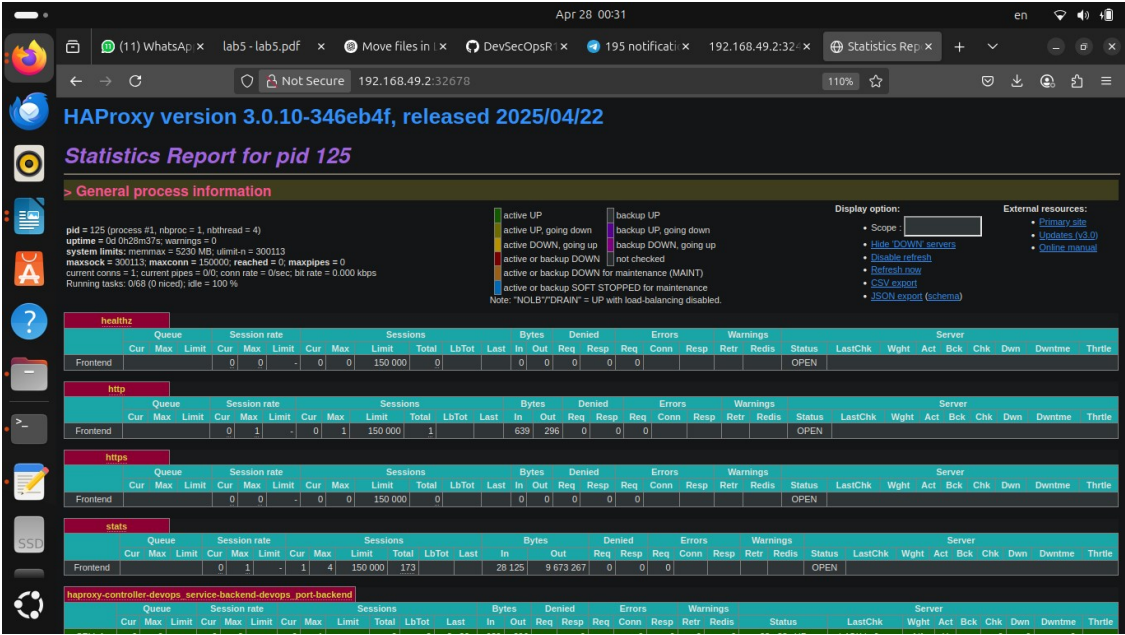 Apr 28 00:31
en
(11) WhatsAp
lab5 - lab5.pdf
Move files in L
DevSecOpsR1
195 notificati
192.168.49.2:32
Statistics Rep
Not Secure 192.168.49.2:32678
110%
HAProxy version 3.0.10-346eb4f, released 2025/04/22
Statistics Report for pid 125
> General process information
pid = 125 (process #1, nbproc = 1, nbthread = 4)
uptime = 0d 0h28m37s; warnings = 0
system limits: memmax = 5230 MB; ulimit-n = 300113
maxsock = 300113; maxconn = 150000; reached = 0; maxpipes = 0
current conns = 1; current pipes = 0/0; conn rate = 0/sec; bit rate = 0.000 kbps
Running tasks: 0/68 (0 niced); idle = 100 %
active UP backup UP
active UP, going down backup UP, going down
active DOWN, going up backup DOWN, going up
active or backup DOWN not checked
active or backup DOWN for maintenance (MAINT)
active or backup SOFT STOPPED for maintenance
Note: "NOLB"/"DRAIN" = UP with load-balancing disabled.
Display option:
Scope :
Hide 'DOWN' servers
Disable refresh
Refresh now
CSV export
JSON export (schema)
External resources:
Primary site
Updates (v3.0)
Online manual
healthz
Queue Session rate Sessions Bytes Denied Errors Warnings Server
Cur Max Limit Cur Max Limit Cur Max Limit Total LbTot Last In Out Req Resp Req Conn Resp Retr Redis Status LastChk Wght Act Bck Chk Dwn Dwntme Thrtle
Frontend 0 0 - 0 0 150 000 0 0 0 0 0 0 OPEN
http
Queue Session rate Sessions Bytes Denied Errors Warnings Server
Cur Max Limit Cur Max Limit Cur Max Limit Total LbTot Last In Out Req Resp Req Conn Resp Retr Redis Status LastChk Wght Act Bck Chk Dwn Dwntme Thrtle
Frontend 0 1 - 0 1 150 000 1 639 296 0 0 0 OPEN
https
Queue Session rate Sessions Bytes Denied Errors Warnings Server
Cur Max Limit Cur Max Limit Cur Max Limit Total LbTot Last In Out Req Resp Req Conn Resp Retr Redis Status LastChk Wght Act Bck Chk Dwn Dwntme Thrtle
Frontend 0 0 - 0 0 150 000 0 0 0 0 0 0 OPEN
stats
Queue Session rate Sessions Bytes Denied Errors Warnings Server
Cur Max Limit Cur Max Limit Cur Max Limit Total LbTot Last In Out Req Resp Req Conn Resp Retr Redis Status LastChk Wght Act Bck Chk Dwn Dwntme Thrtle
Frontend 0 1 - 1 4 150 000 173 28 125 9 673 267 0 0 0 OPEN
haproxy-controller-devops_service-backend-devops_port-backend
Queue Session rate Sessions Bytes Denied Errors Warnings Server
Cur Max Limit Cur Max Limit Cur Max Limit Total LbTot Last In Out Req Resp Req Conn Resp Retr Redis Status LastChk Wght Act Bck Chk Dwn Dwntme Thrtle
SSD